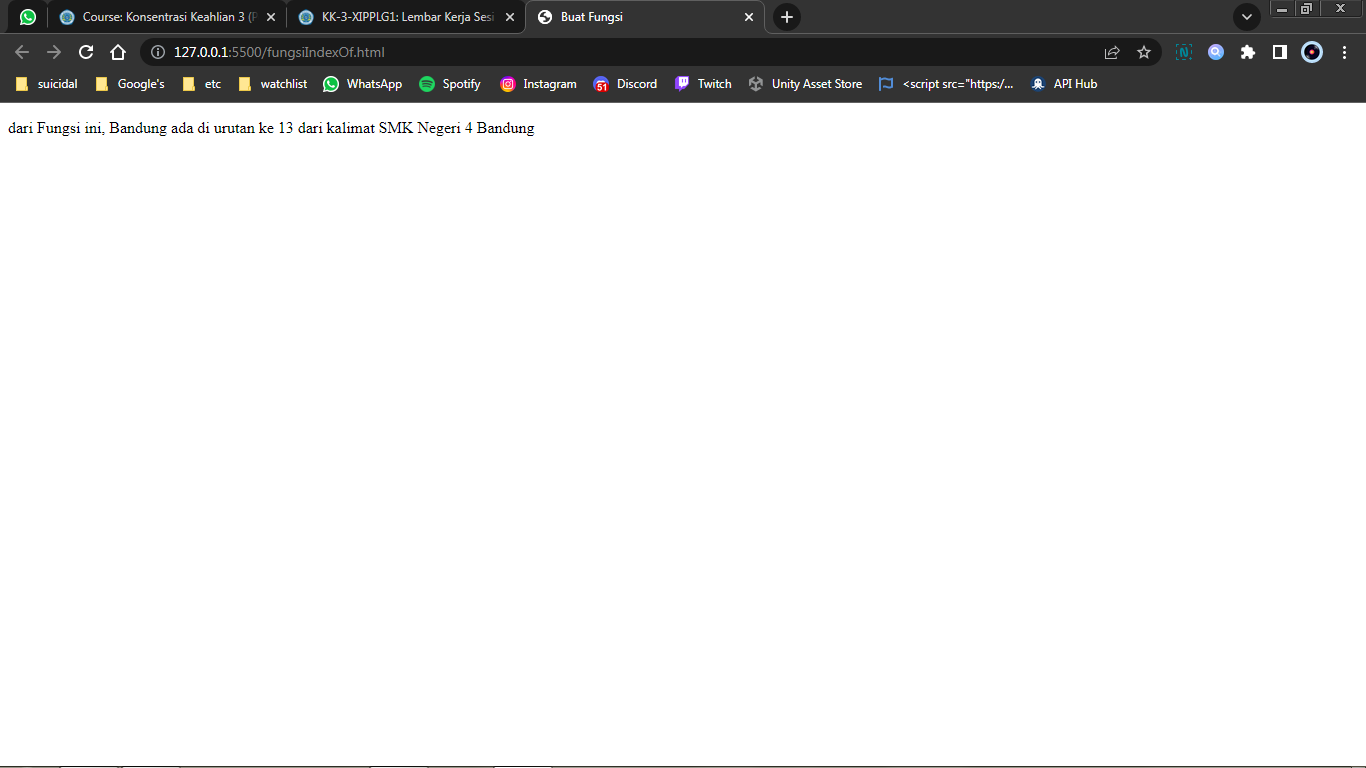 Course: Konsentrasi Keahlian 3 (P
KK-3-XIPPLG1: Lembar Kerja Sesi
Buat Fungsi
127.0.0.1:5500/fungsiIndexOf.html
N
suicidal
Google's
etc
watchlist
WhatsApp
Spotify
Instagram
51
Discord
Twitch
Unity Asset Store
<script src="https:/...
API Hub
dari Fungsi ini, Bandung ada di urutan ke 13 dari kalimat SMK Negeri 4 Bandung